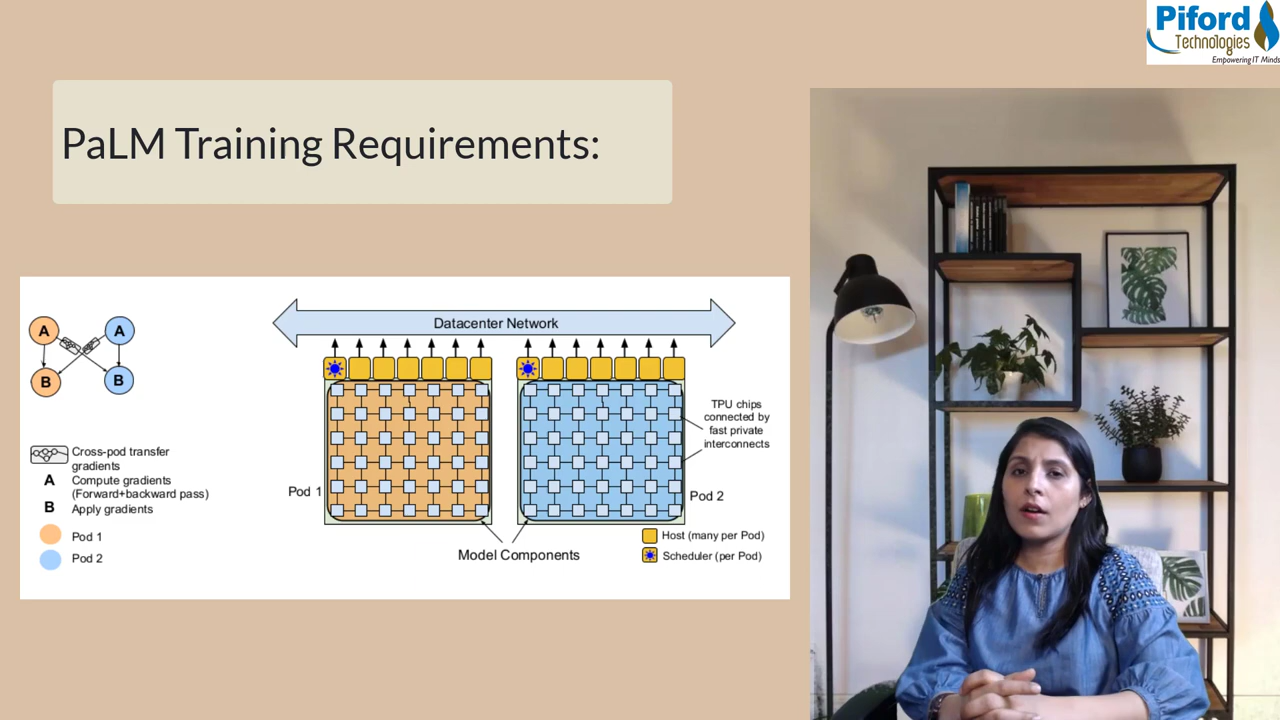 Piford
Technologies
Empowering IT Minds
PaLM Training Requirements:
Datacenter Network
A
A
B
B
Cross-pod transfer
gradients
A
Compute gradients
(Forward+backward pass)
B
Apply gradients
Pod 1
Pod 2
Pod 1
Pod 2
TPU chips
connected by
fast private
interconnects
Model Components
Host (many per Pod)
Scheduler (per Pod)